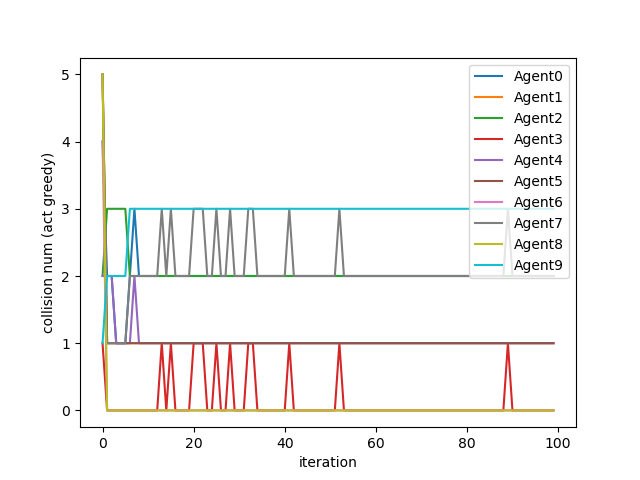 5
4
3
2
1
0
collision num (act greedy)
0
20
40
60
80
100
iteration
Agent0
Agent1
Agent2
Agent3
Agent4
Agent5
Agent6
Agent7
Agent8
Agent9